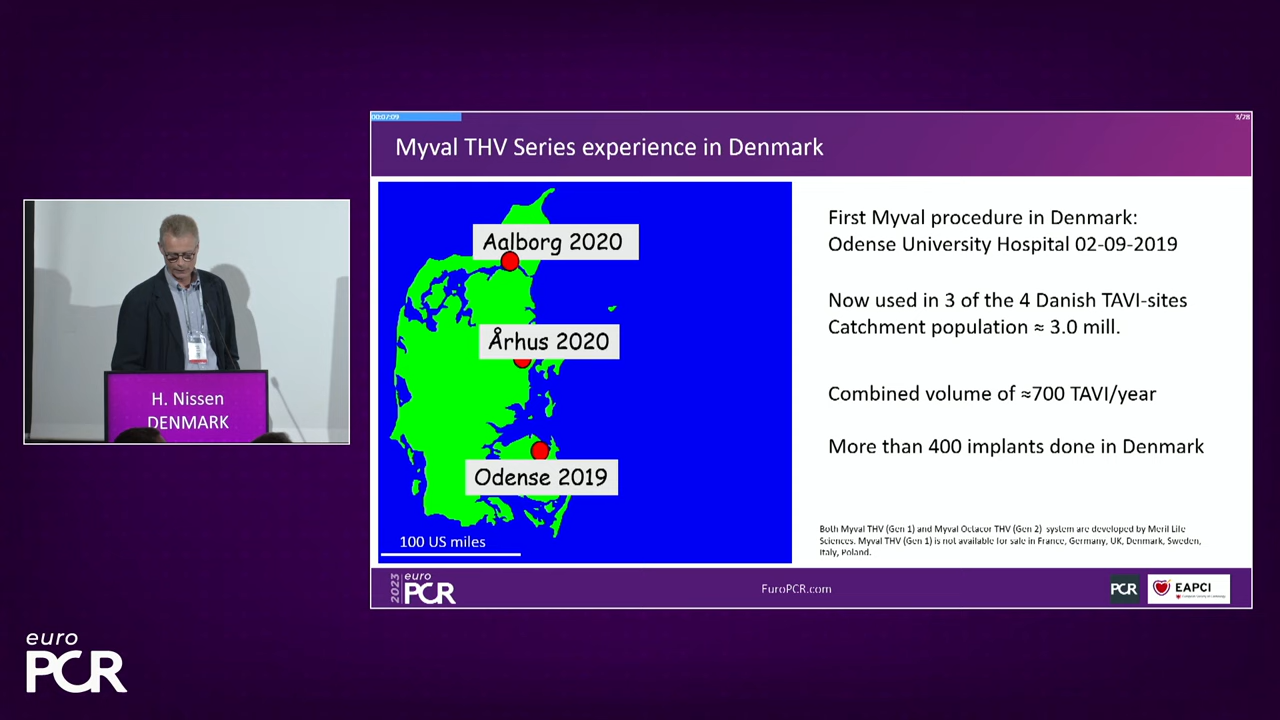 00:07:09
3/28
Myval THV Series experience in Denmark
Aalborg 2020
Århus 2020
Odense 2019
100 US miles
First Myval procedure in Denmark:
Odense University Hospital 02-09-2019
Now used in 3 of the 4 Danish TAVI-sites
Catchment population ≈ 3.0 mill.
Combined volume of ≈700 TAVI/year
More than 400 implants done in Denmark
Both Myval THV (Gen 1) and Myval Octacor THV (Gen 2) system are developed by Meril Life
Sciences. Myval THV (Gen 1) is not available for sale in France, Germany, UK, Denmark, Sweden,
Italy, Poland.
H. Nissen
DENMARK
2023 euro
PCR
EuroPCR.com
PCR
EAPCI
euro
PCR